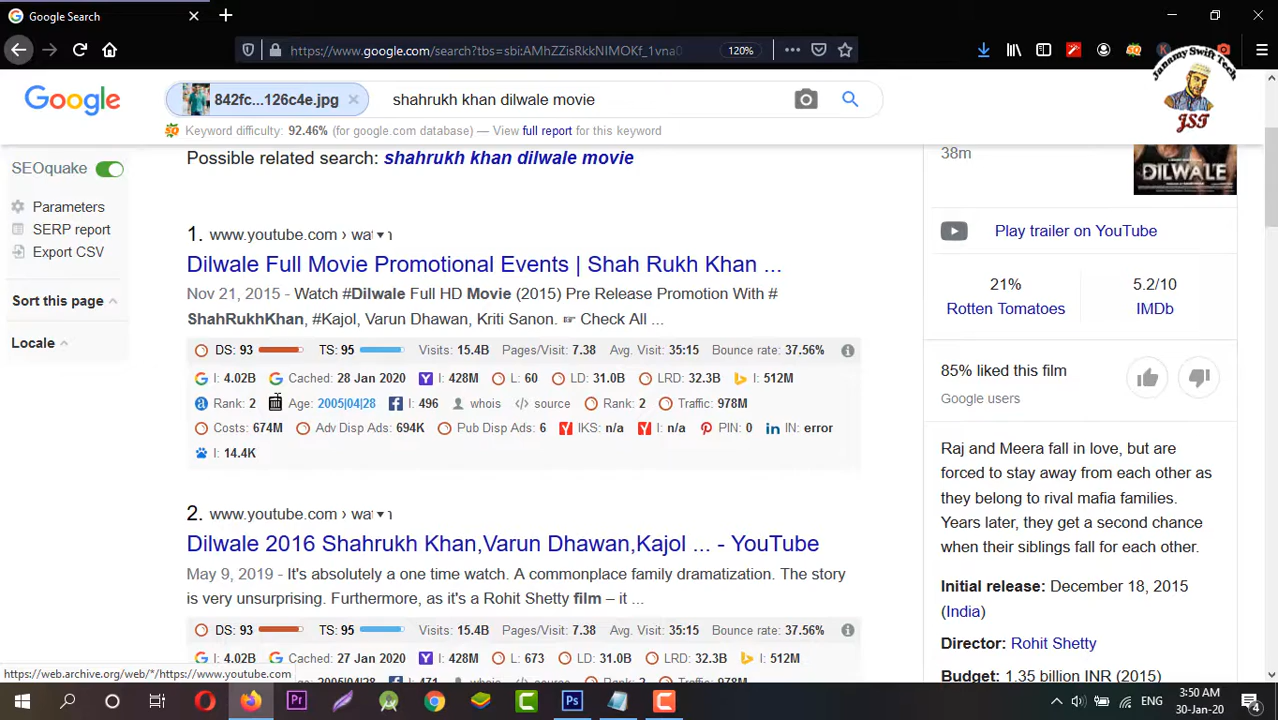 Google Search
https://www.google.com/search?tbs=sbi:AMhZZisRkkNIMOKf_1vna0
120%
Janamy Swift Tech
JST
Google
842fc...126c4e.jpg
shahrukh khan dilwale movie
Keyword difficulty: 92.46% (for google.com database) — View full report for this keyword
SEOquake
Parameters
SERP report
Export CSV
Sort this page
Locale
Possible related search: shahrukh khan dilwale movie
1. www.youtube.com › wat
Dilwale Full Movie Promotional Events | Shah Rukh Khan ...
Nov 21, 2015 - Watch #Dilwale Full HD Movie (2015) Pre Release Promotion With #
ShahRukhKhan, #Kajol, Varun Dhawan, Kriti Sanon. ☞ Check All ...
DS: 93 TS: 95 Visits: 15.4B Pages/Visit: 7.38 Avg. Visit: 35:15 Bounce rate: 37.56%
I: 4.02B Cached: 28 Jan 2020 I: 428M L: 60 LD: 31.0B LRD: 32.3B I: 512M
Rank: 2 Age: 2005|04|28 I: 496 whois source Rank: 2 Traffic: 978M
Costs: 674M Adv Disp Ads: 694K Pub Disp Ads: 6 IKS: n/a I: n/a PIN: 0 IN: error
I: 14.4K
2. www.youtube.com › wat
Dilwale 2016 Shahrukh Khan,Varun Dhawan,Kajol ... - YouTube
May 9, 2019 - It's absolutely a one time watch. A commonplace family dramatization. The story
is very unsurprising. Furthermore, as it's a Rohit Shetty film – it ...
DS: 93 TS: 95 Visits: 15.4B Pages/Visit: 7.38 Avg. Visit: 35:15 Bounce rate: 37.56%
I: 4.02B Cached: 27 Jan 2020 I: 428M L: 673 LD: 31.0B LRD: 32.3B I: 512M
38m
DILWALE
Play trailer on YouTube
21% 5.2/10
Rotten Tomatoes IMDb
85% liked this film
Google users
Raj and Meera fall in love, but are
forced to stay away from each other as
they belong to rival mafia families.
Years later, they get a second chance
when their siblings fall for each other.
Initial release: December 18, 2015
(India)
Director: Rohit Shetty
Budget: 1.35 billion INR (2015)
https://web.archive.org/web/*/https://www.youtube.com
ENG
3:50 AM
30-Jan-20
4